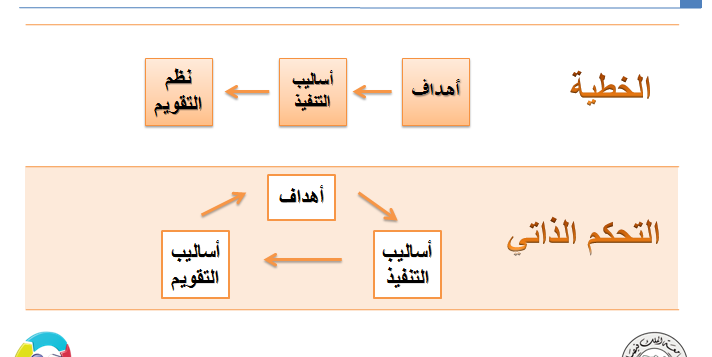 الخطية
أهداف
أساليب
التنفيذ
نظم
التقويم
التحكم الذاتي
أهداف
أساليب
التنفيذ
أساليب
التقويم